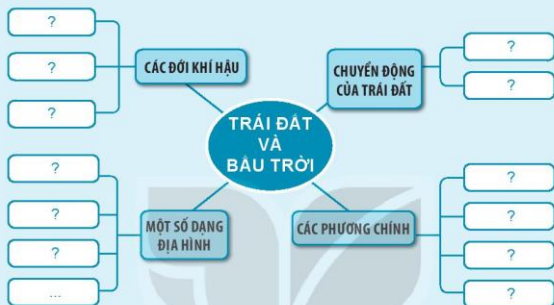 ?
?
?
CÁC ĐỚI KHÍ HẬU
CHUYỂN ĐỘNG
CỦA TRÁI ĐẤT
?
?
TRÁI ĐẤT
VÀ
BẦU TRỜI
?
?
?
...
MỘT SỐ DẠNG
ĐỊA HÌNH
CÁC PHƯƠNG CHÍNH
?
?
?
?